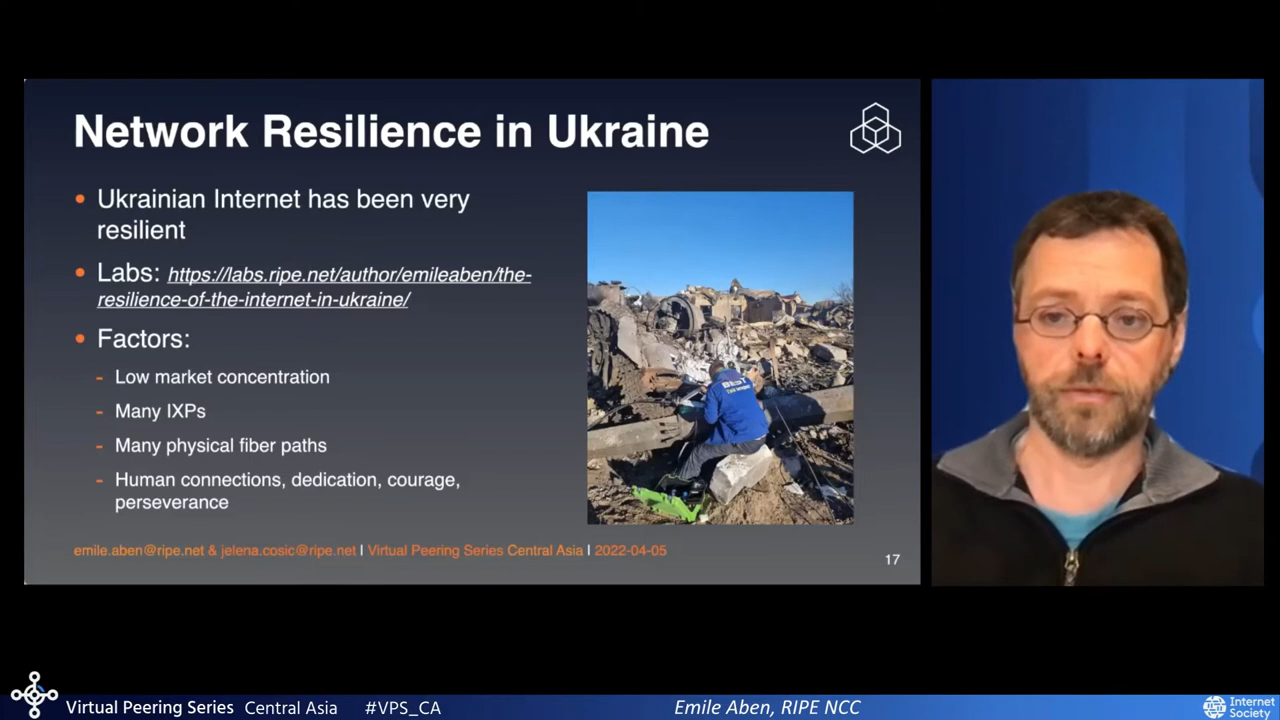 Network Resilience in Ukraine
Ukrainian Internet has been very
resilient
Labs: https://labs.ripe.net/author/emileaben/the-
resilience-of-the-internet-in-ukraine/
Factors:
- Low market concentration
- Many IXPs
- Many physical fiber paths
- Human connections, dedication, courage,
perseverance
emile.aben@ripe.net & jelena.cosic@ripe.net | Virtual Peering Series Central Asia | 2022-04-05
17
Virtual Peering Series Central Asia #VPS_CA
Emile Aben, RIPE NCC
Internet
Society